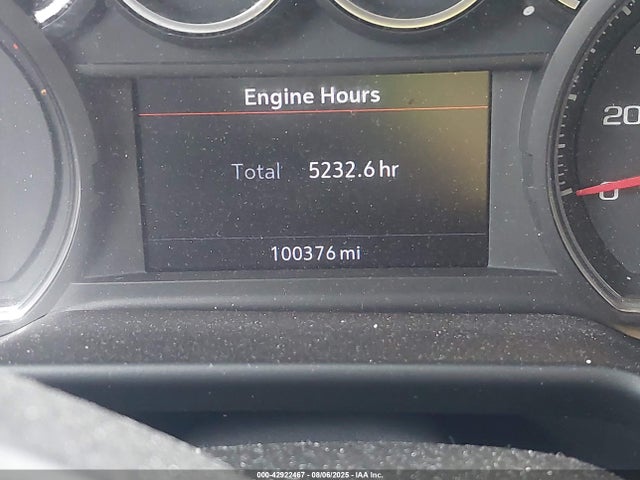 Engine Hours
Total 5232.6 hr
100376 mi
20
0
000-42922467 - 08/06/2025 - IAA Inc.